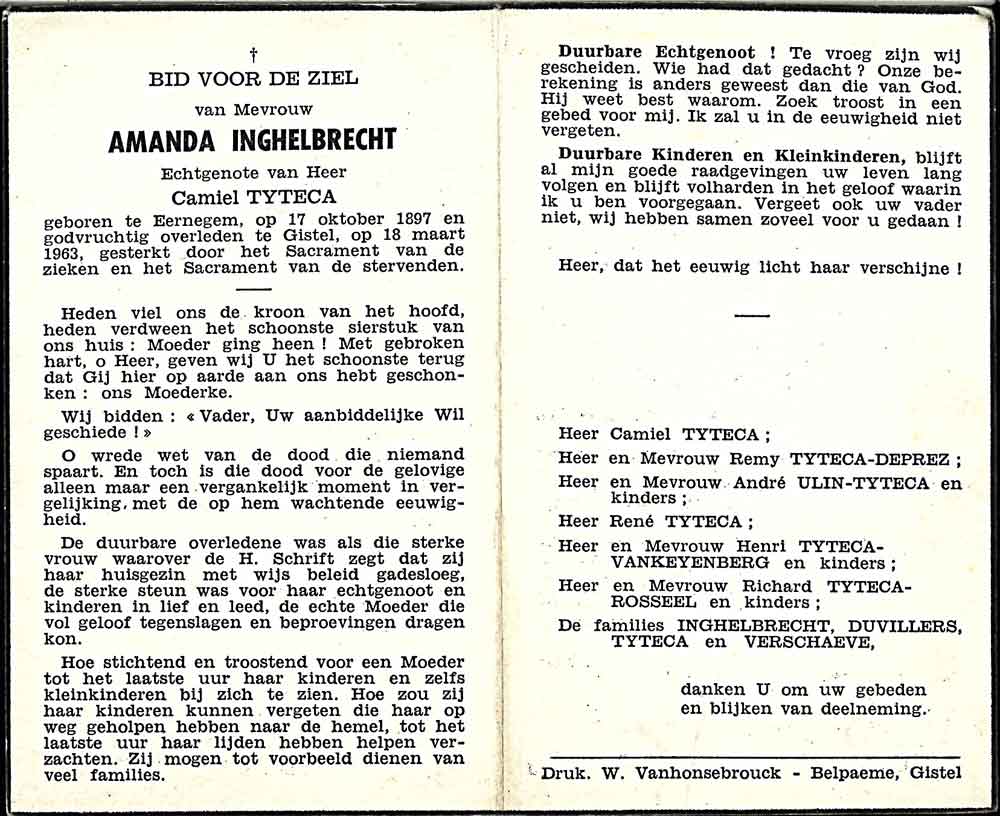 †
BID VOOR DE ZIEL
van Mevrouw
AMANDA INGHELBRECHT
Echtgenote van Heer
Camiel TYTECA
geboren te Eernegem, op 17 oktober 1897 en
godvruchtig overleden te Gistel, op 18 maart
1963, gesterkt door het Sacrament van de
zieken en het Sacrament van de stervenden.
Heden viel ons de kroon van het hoofd,
heden verdween het schoonste sierstuk van
ons huis : Moeder ging heen ! Met gebroken
hart, o Heer, geven wij U het schoonste terug
dat Gij hier op aarde aan ons hebt geschon-
ken : ons Moederke.
Wij bidden : « Vader, Uw aanbiddelijke Wil
geschiede ! »
O wrede wet van de dood die niemand
spaart. En toch is die dood voor de gelovige
alleen maar een vergankelijk moment in ver-
gelijking, met de op hem wachtende eeuwig-
heid.
De duurbare overledene was als die sterke
vrouw waarover de H. Schrift zegt dat zij
haar huisgezin met wijs beleid gadesloeg,
de sterke steun was voor haar echtgenoot en
kinderen in lief en leed, de echte Moeder die
vol geloof tegenslagen en beproevingen dragen
kon.
Hoe stichtend en troostend voor een Moeder
tot het laatste uur haar kinderen en zelfs
kleinkinderen bij zich te zien. Hoe zou zij
haar kinderen kunnen vergeten die haar op
weg geholpen hebben naar de hemel, tot het
laatste uur haar lijden hebben helpen ver-
zachten. Zij mogen tot voorbeeld dienen van
veel families.
Duurbare Echtgenoot ! Te vroeg zijn wij
gescheiden. Wie had dat gedacht ? Onze be-
rekening is anders geweest dan die van God.
Hij weet best waarom. Zoek troost in een
gebed voor mij. Ik zal u in de eeuwigheid niet
vergeten.
Duurbare Kinderen en Kleinkinderen, blijft
al mijn goede raadgevingen uw leven lang
volgen en blijft volharden in het geloof waarin
ik u ben voorgegaan. Vergeet ook uw vader
niet, wij hebben samen zoveel voor u gedaan !
Heer, dat het eeuwig licht haar verschijne !
Heer Camiel TYTECA ;
Heer en Mevrouw Remy TYTECA-DEPREZ ;
Heer en Mevrouw André ULIN-TYTECA en
kinders ;
Heer René TYTECA ;
Heer en Mevrouw Henri TYTECA-
VANKEYENBERG en kinders ;
Heer en Mevrouw Richard TYTECA-
ROSSEEL en kinders ;
De families INGHELBRECHT, DUVILLERS,
TYTECA en VERSCHAEVE,
danken U om uw gebeden
en blijken van deelneming.
Druk. W. Vanhonsebrouck - Belpaeme, Gistel